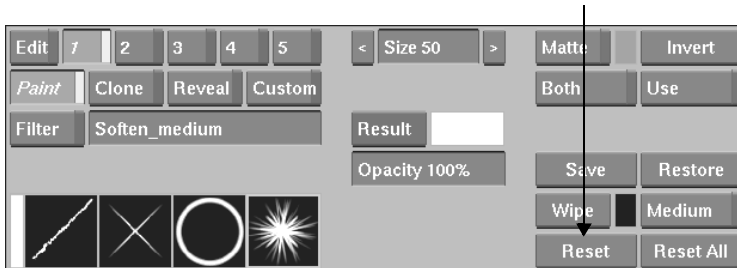 Edit 1 2 3 4 5 < Size 50 > Matte Invert
Paint Clone Reveal Custom Both Use
Filter Soften_medium Result
Opacity 100% Save Restore
Wipe Medium
Reset Reset All